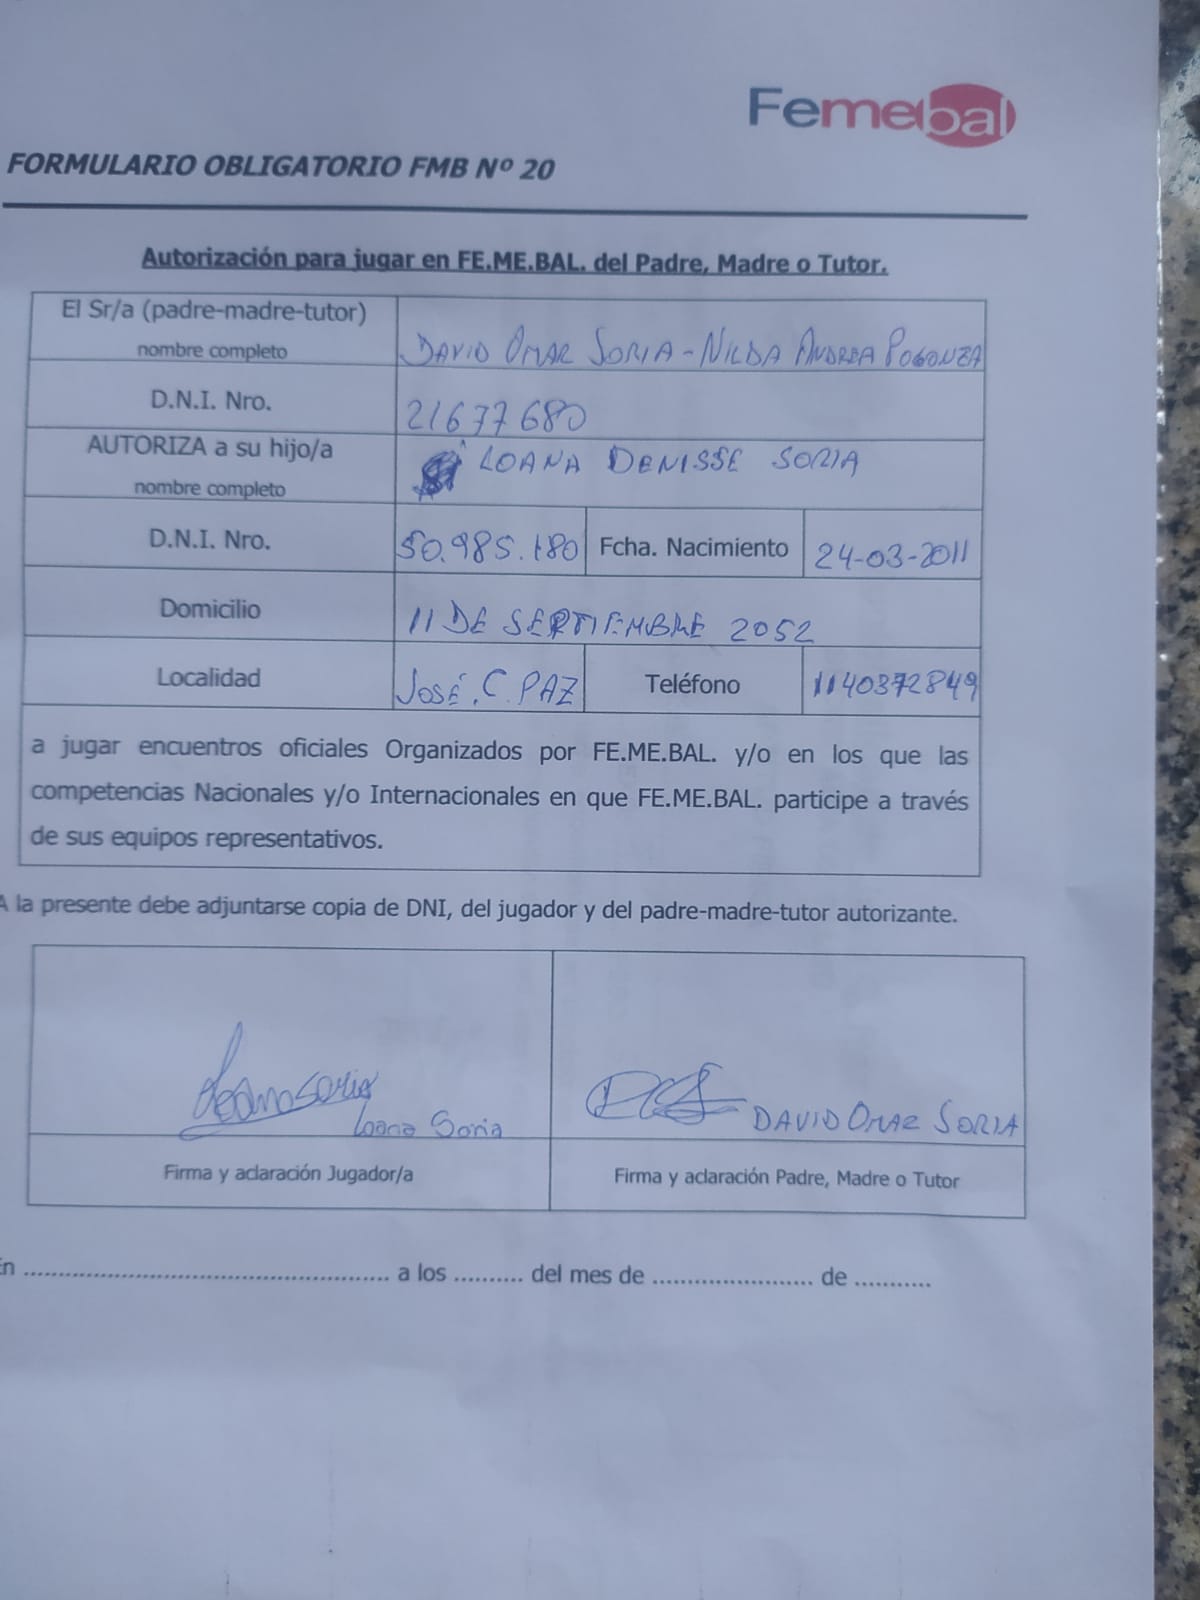 Femebal
FORMULARIO OBLIGATORIO FMB Nº 20
Autorización para jugar en FE.ME.BAL. del Padre, Madre o Tutor.
El Sr/a (padre-madre-tutor)
nombre completo
DAVID OMAR SORIA - NILDA ANDREA POGONZA
D.N.I. Nro.
21677680
AUTORIZA a su hijo/a
nombre completo
LOANA DENISSE SORIA
D.N.I. Nro.
50.985.180
Fcha. Nacimiento
24-03-2011
Domicilio
11 DE SEPTIEMBRE 2052
Localidad
JOSÉ.C.PAZ
Teléfono
1140372849
a jugar encuentros oficiales Organizados por FE.ME.BAL. y/o en los que las
competencias Nacionales y/o Internacionales en que FE.ME.BAL. participe a través
de sus equipos representativos.
A la presente debe adjuntarse copia de DNI, del jugador y del padre-madre-tutor autorizante.
Loana Soria
Loana Soria
DAVID OMAR SORIA
Firma y aclaración Jugador/a
Firma y aclaración Padre, Madre o Tutor
En ........................................................ a los .......... del mes de ........................ de ...........